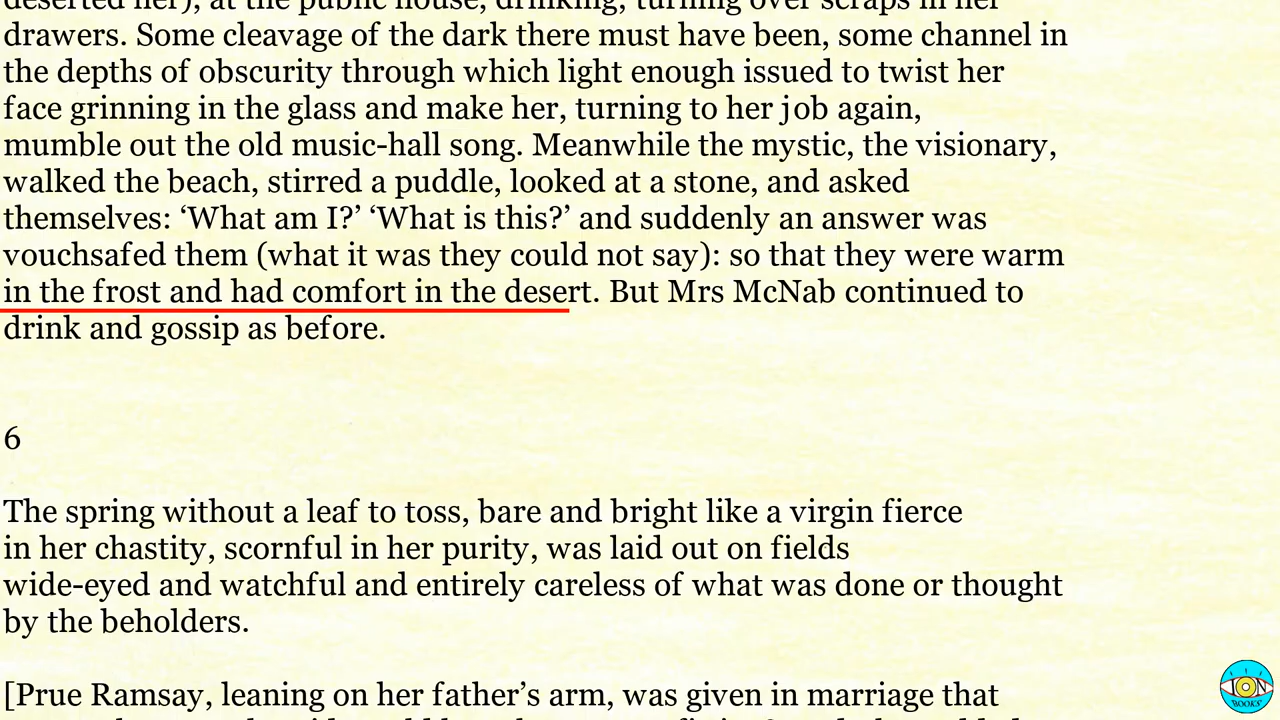 deserted her), at the public house, drinking, turning over scraps in her
drawers. Some cleavage of the dark there must have been, some channel in
the depths of obscurity through which light enough issued to twist her
face grinning in the glass and make her, turning to her job again,
mumble out the old music-hall song. Meanwhile the mystic, the visionary,
walked the beach, stirred a puddle, looked at a stone, and asked
themselves: ‘What am I?’ ‘What is this?’ and suddenly an answer was
vouchsafed them (what it was they could not say): so that they were warm
in the frost and had comfort in the desert. But Mrs McNab continued to
drink and gossip as before.
6
The spring without a leaf to toss, bare and bright like a virgin fierce
in her chastity, scornful in her purity, was laid out on fields
wide-eyed and watchful and entirely careless of what was done or thought
by the beholders.
[Prue Ramsay, leaning on her father’s arm, was given in marriage that
ION
BOOKS